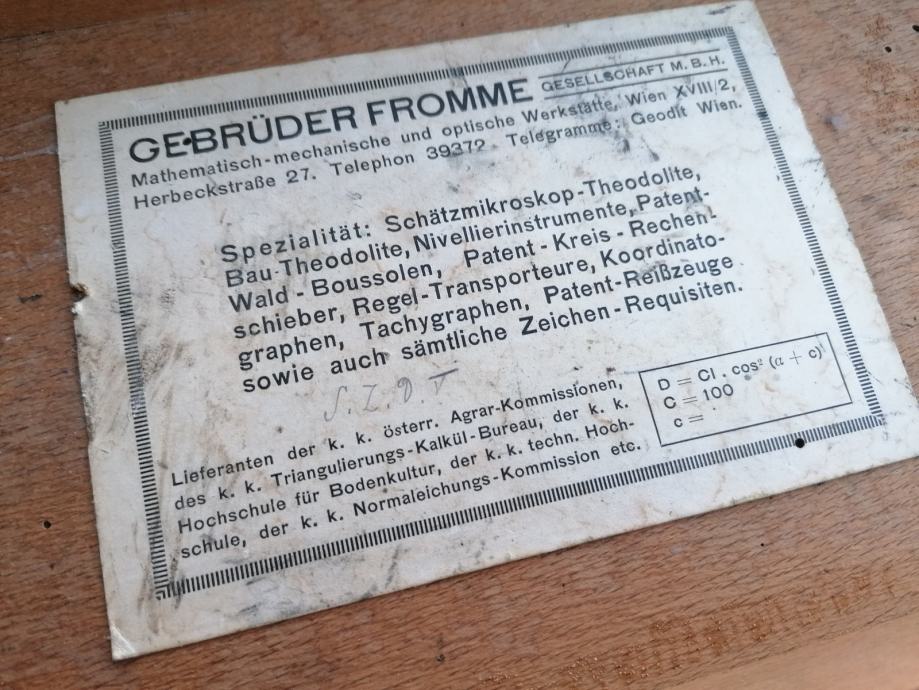 GEBRÜDER FROMME GESELLSCHAFT M. B. H.
Mathematisch-mechanische und optische Werkstätte, Wien XVIII/2,
Herbeckstraße 27. Telephon 39372 Telegramme: Geodit Wien.
Spezialität: Schätzmikroskop-Theodolite,
Bau-Theodolite, Nivellierinstrumente, Patent-
Wald-Boussolen, Patent-Kreis-Rechen-
schieber, Regel-Transporteure, Koordinato-
graphen, Tachygraphen, Patent-Reißzeuge
sowie auch sämtliche Zeichen-Requisiten.
Lieferanten der k. k. österr. Agrar-Kommissionen,
des k. k. Triangulierungs-Kalkül-Bureau, der k. k.
Hochschule für Bodenkultur, der k. k. techn. Hoch-
schule, der k. k. Normaleichungs-Kommission etc.
D = Cl . cos² (α + c)
C = 100
c =